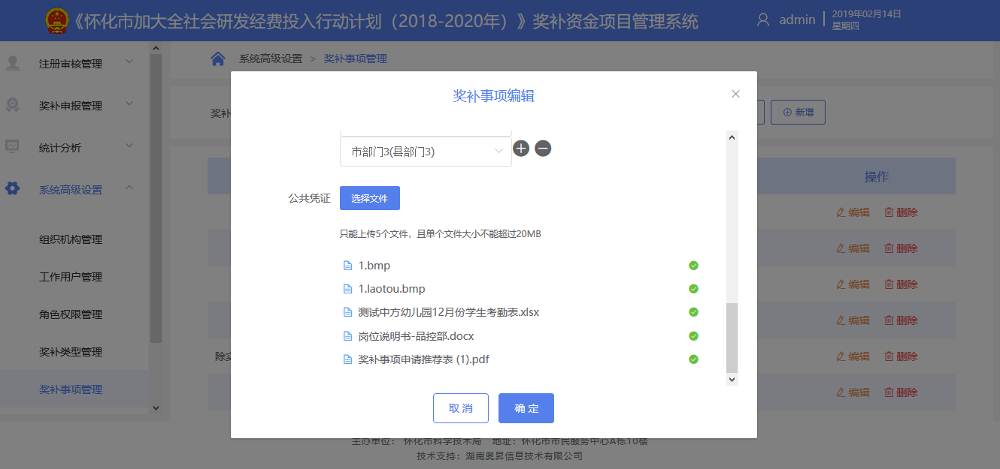 《怀化市加大全社会研发经费投入行动计划（2018-2020年）》奖补资金项目管理系统
admin
2019年02月14日
星期四
注册审核管理
奖补申报管理
统计分析
系统高级设置
组织机构管理
工作用户管理
角色权限管理
奖补类型管理
奖补事项管理
系统高级设置 > 奖补事项管理
奖补
新增
操作
编辑 删除
编辑 删除
编辑 删除
编辑 删除
除实
编辑 删除
编辑 删除
奖补事项编辑
市部门3(县部门3)
公共凭证
选择文件
只能上传5个文件，且单个文件大小不能超过20MB
1.bmp
1.laotou.bmp
测试中方幼儿园12月份学生考勤表.xlsx
岗位说明书-品控部.docx
奖补事项申请推荐表 (1).pdf
取 消
确 定
主办单位： 怀化市科学技术局 地址：怀化市市民服务中心A栋10楼
技术支持：湖南奥昇信息技术有限公司